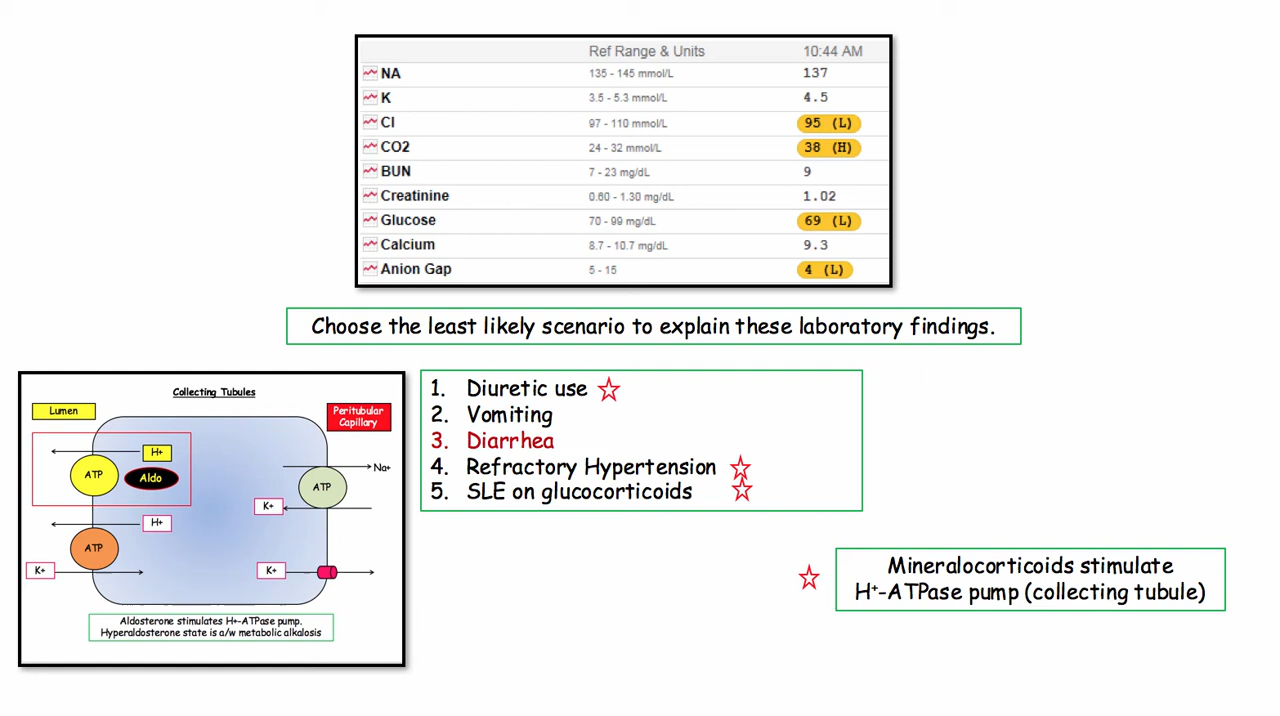 Ref Range & Units 10:44 AM
NA 135 - 145 mmol/L 137
K 3.5 - 5.3 mmol/L 4.5
Cl 97 - 110 mmol/L 95 (L)
CO2 24 - 32 mmol/L 38 (H)
BUN 7 - 23 mg/dL 9
Creatinine 0.60 - 1.30 mg/dL 1.02
Glucose 70 - 99 mg/dL 69 (L)
Calcium 8.7 - 10.7 mg/dL 9.3
Anion Gap 5 - 15 4 (L)
Choose the least likely scenario to explain these laboratory findings.
Collecting Tubules
Lumen
Peritubular
Capillary
H+
ATP
Aldo
Na+
ATP
K+
H+
ATP
K+
K+
Aldosterone stimulates H+-ATPase pump.
Hyperaldosterone state is a/w metabolic alkalosis
1. Diuretic use
2. Vomiting
3. Diarrhea
4. Refractory Hypertension
5. SLE on glucocorticoids
Mineralocorticoids stimulate
H⁺-ATPase pump (collecting tubule)